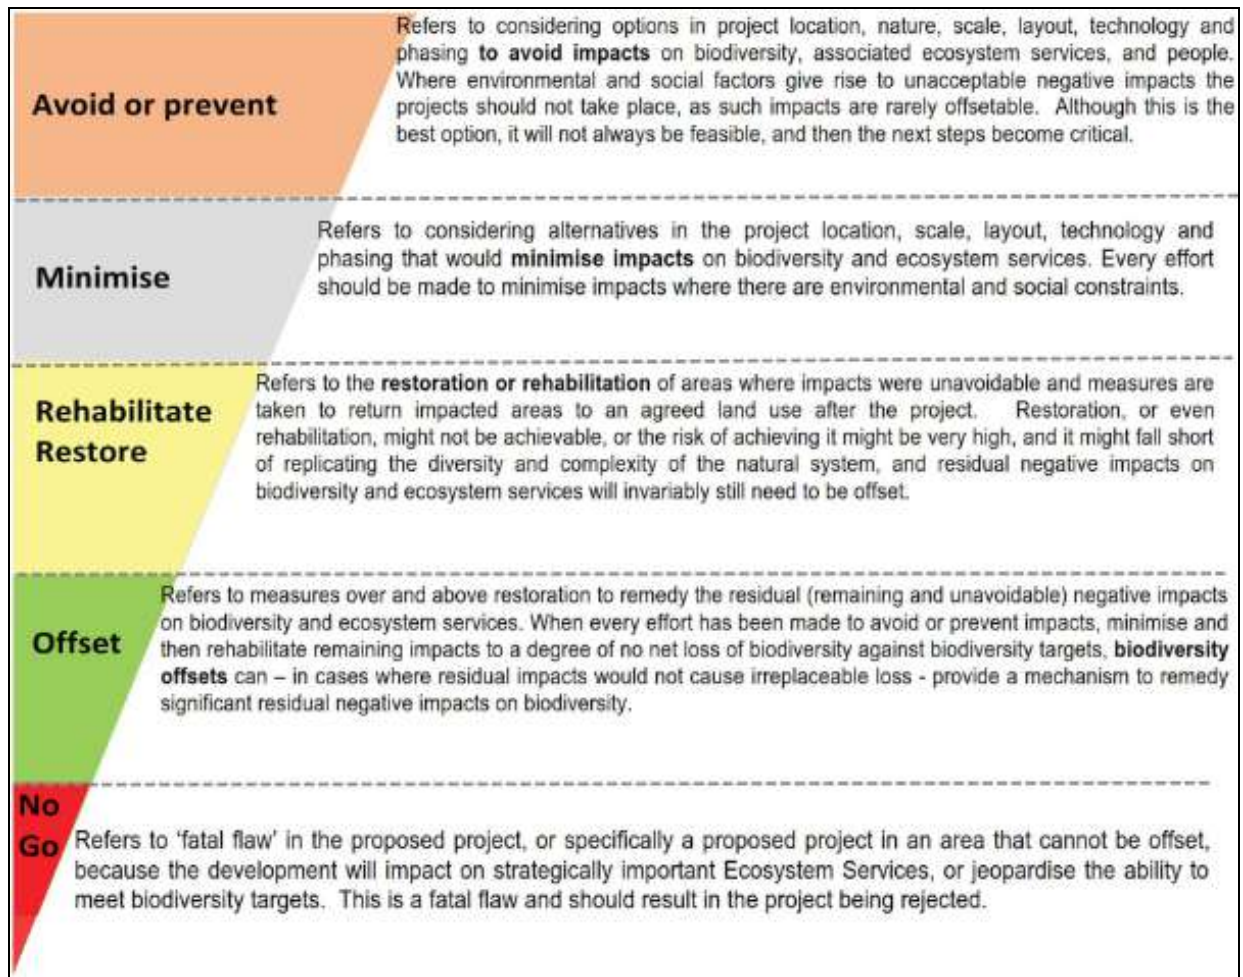 Refers to considering options in project location, nature, scale, layout, technology and
phasing to avoid impacts on biodiversity, associated ecosystem services, and people.
Where environmental and social factors give rise to unacceptable negative impacts the
projects should not take place, as such impacts are rarely offsetable. Although this is the
best option, it will not always be feasible, and then the next steps become critical.
Avoid or prevent
Refers to considering alternatives in the project location, scale, layout, technology and
phasing that would minimise impacts on biodiversity and ecosystem services. Every effort
should be made to minimise impacts where there are environmental and social constraints.
Minimise
Refers to the restoration or rehabilitation of areas where impacts were unavoidable and measures are
taken to return impacted areas to an agreed land use after the project. Restoration, or even
rehabilitation, might not be achievable, or the risk of achieving it might be very high, and it might fall short
of replicating the diversity and complexity of the natural system, and residual negative impacts on
biodiversity and ecosystem services will invariably still need to be offset.
Rehabilitate
Restore
Refers to measures over and above restoration to remedy the residual (remaining and unavoidable) negative impacts
on biodiversity and ecosystem services. When every effort has been made to avoid or prevent impacts, minimise and
then rehabilitate remaining impacts to a degree of no net loss of biodiversity against biodiversity targets, biodiversity
offsets can – in cases where residual impacts would not cause irreplaceable loss - provide a mechanism to remedy
significant residual negative impacts on biodiversity.
Offset
No
Go
Refers to ‘fatal flaw’ in the proposed project, or specifically a proposed project in an area that cannot be offset,
because the development will impact on strategically important Ecosystem Services, or jeopardise the ability to
meet biodiversity targets. This is a fatal flaw and should result in the project being rejected.